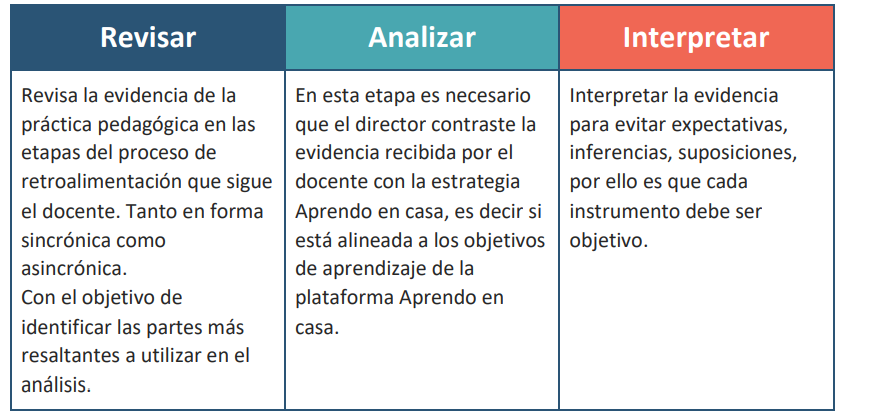 Revisar
Analizar
Interpretar
Revisa la evidencia de la
práctica pedagógica en las
etapas del proceso de
retroalimentación que sigue
el docente. Tanto en forma
sincrónica como
asincrónica.
Con el objetivo de
identificar las partes más
resaltantes a utilizar en el
análisis.
En esta etapa es necesario
que el director contraste la
evidencia recibida por el
docente con la estrategia
Aprendo en casa, es decir si
está alineada a los objetivos
de aprendizaje de la
plataforma Aprendo en
casa.
Interpretar la evidencia
para evitar expectativas,
inferencias, suposiciones,
por ello es que cada
instrumento debe ser
objetivo.